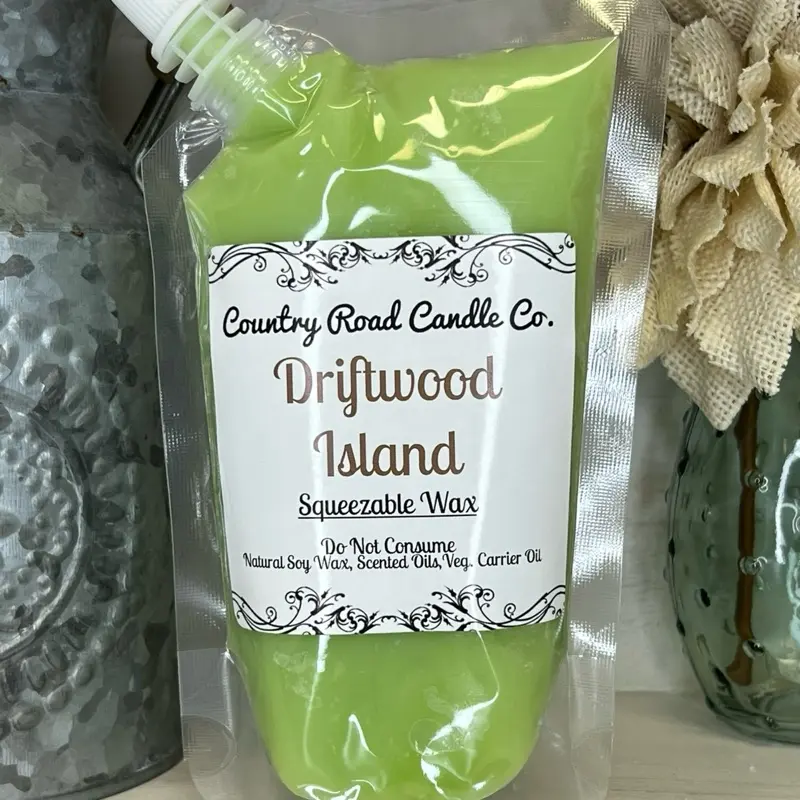 Country Road Candle Co.
Driftwood
Island
Squeezable Wax
Do Not Consume
Natural Soy Wax, Scented Oils,Veg. Carrier Oil